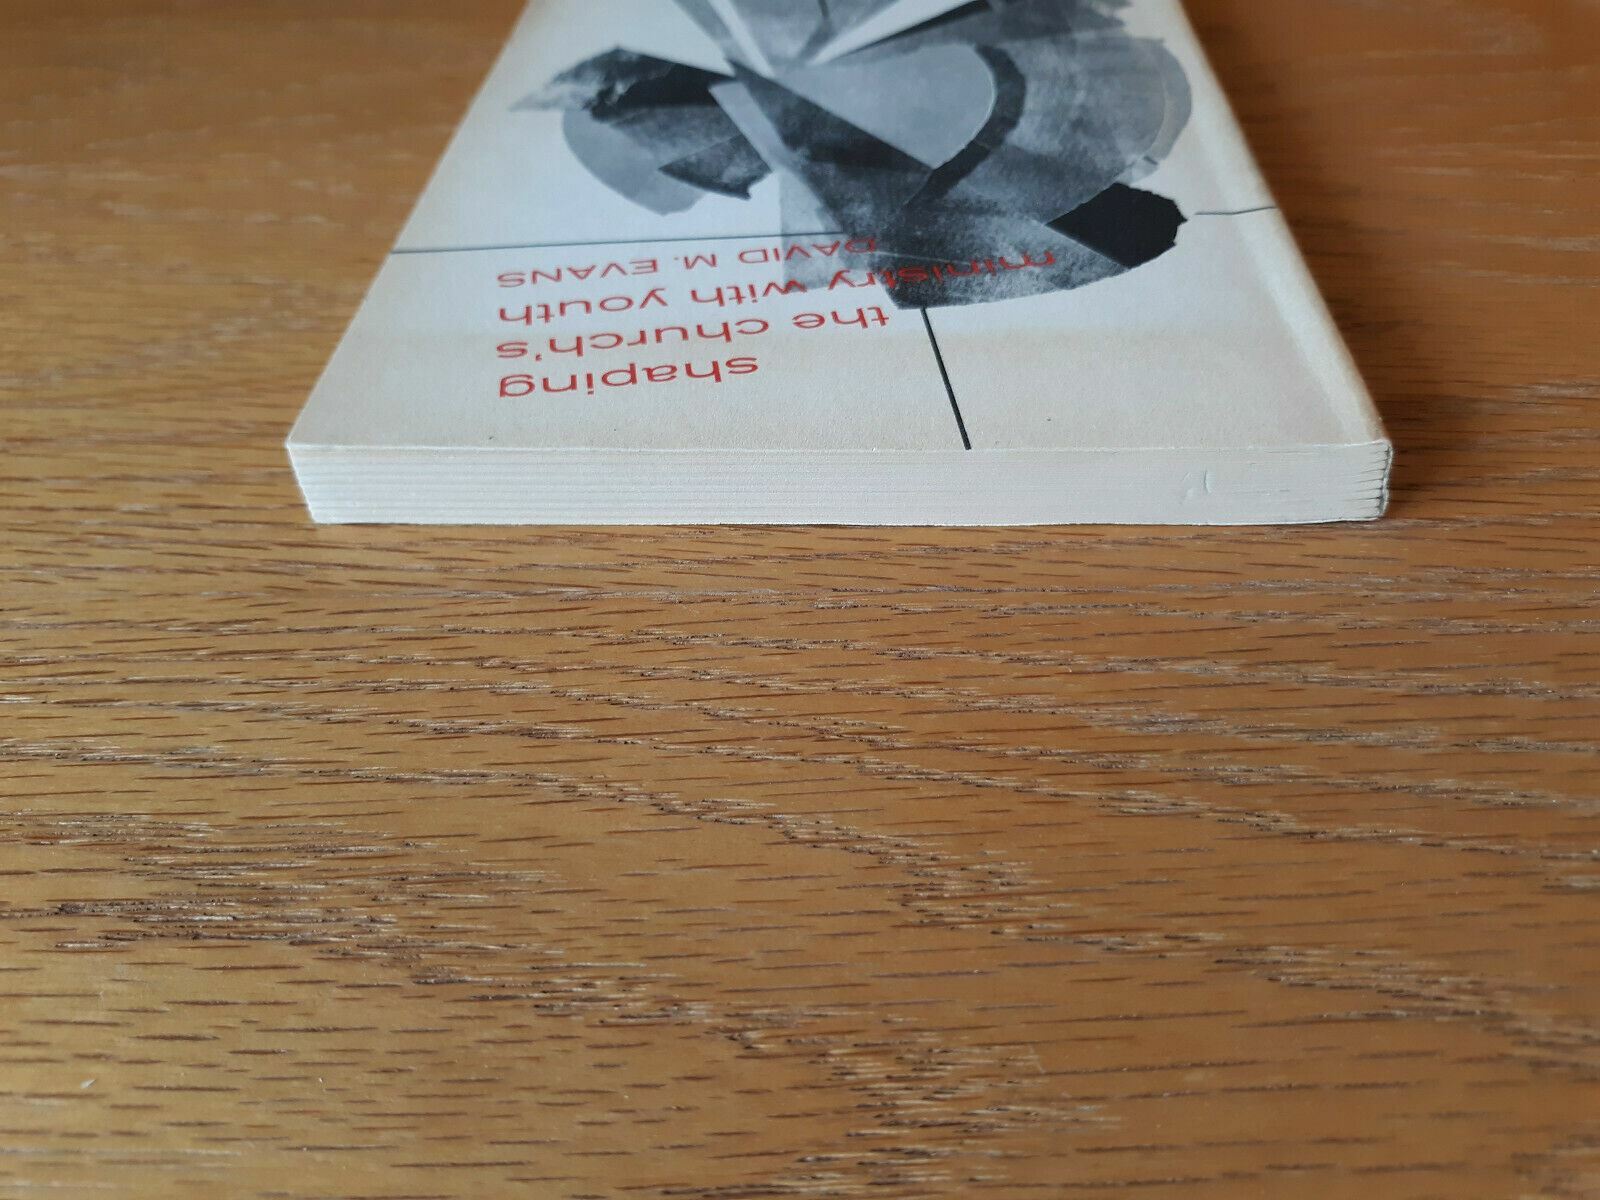 shaping
the church's
ministry with youth
DAVID M. EVANS